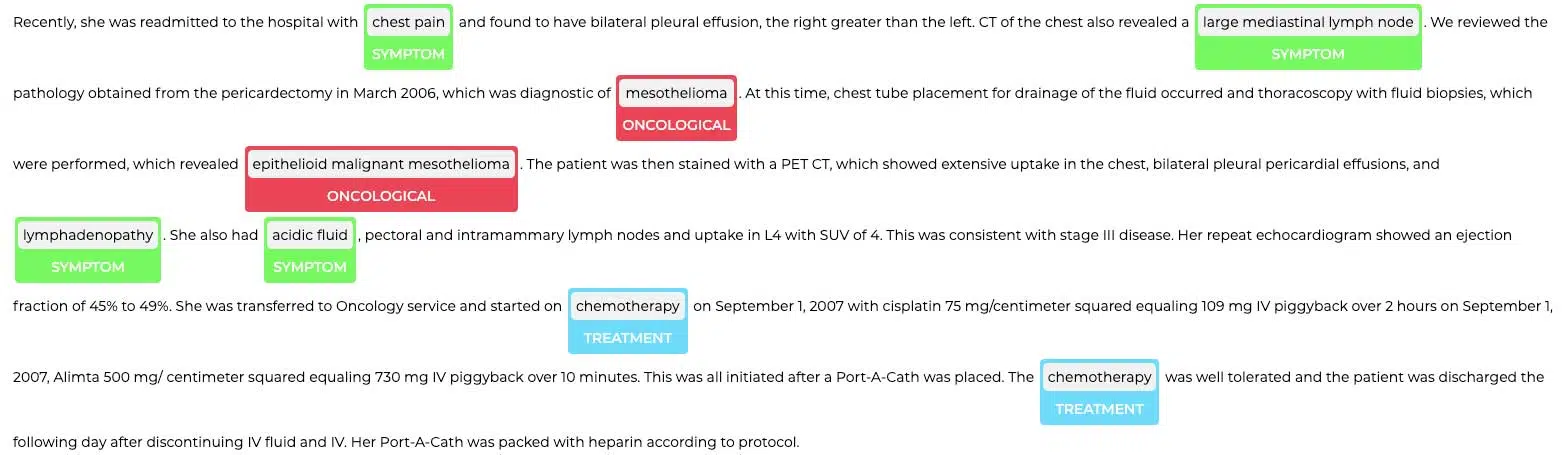 Recently, she was readmitted to the hospital with chest pain and found to have bilateral pleural effusion, the right greater than the left. CT of the chest also revealed a large mediastinal lymph node . We reviewed the
SYMPTOM SYMPTOM
pathology obtained from the pericardectomy in March 2006, which was diagnostic of mesothelioma . At this time, chest tube placement for drainage of the fluid occurred and thoracoscopy with fluid biopsies, which
ONCOLOGICAL
were performed, which revealed epithelioid malignant mesothelioma . The patient was then stained with a PET CT, which showed extensive uptake in the chest, bilateral pleural pericardial effusions, and
ONCOLOGICAL
lymphadenopathy . She also had acidic fluid , pectoral and intramammary lymph nodes and uptake in L4 with SUV of 4. This was consistent with stage III disease. Her repeat echocardiogram showed an ejection
SYMPTOM SYMPTOM
fraction of 45% to 49%. She was transferred to Oncology service and started on chemotherapy on September 1, 2007 with cisplatin 75 mg/centimeter squared equaling 109 mg IV piggyback over 2 hours on September 1,
TREATMENT
2007, Alimta 500 mg/ centimeter squared equaling 730 mg IV piggyback over 10 minutes. This was all initiated after a Port-A-Cath was placed. The chemotherapy was well tolerated and the patient was discharged the
TREATMENT
following day after discontinuing IV fluid and IV. Her Port-A-Cath was packed with heparin according to protocol.